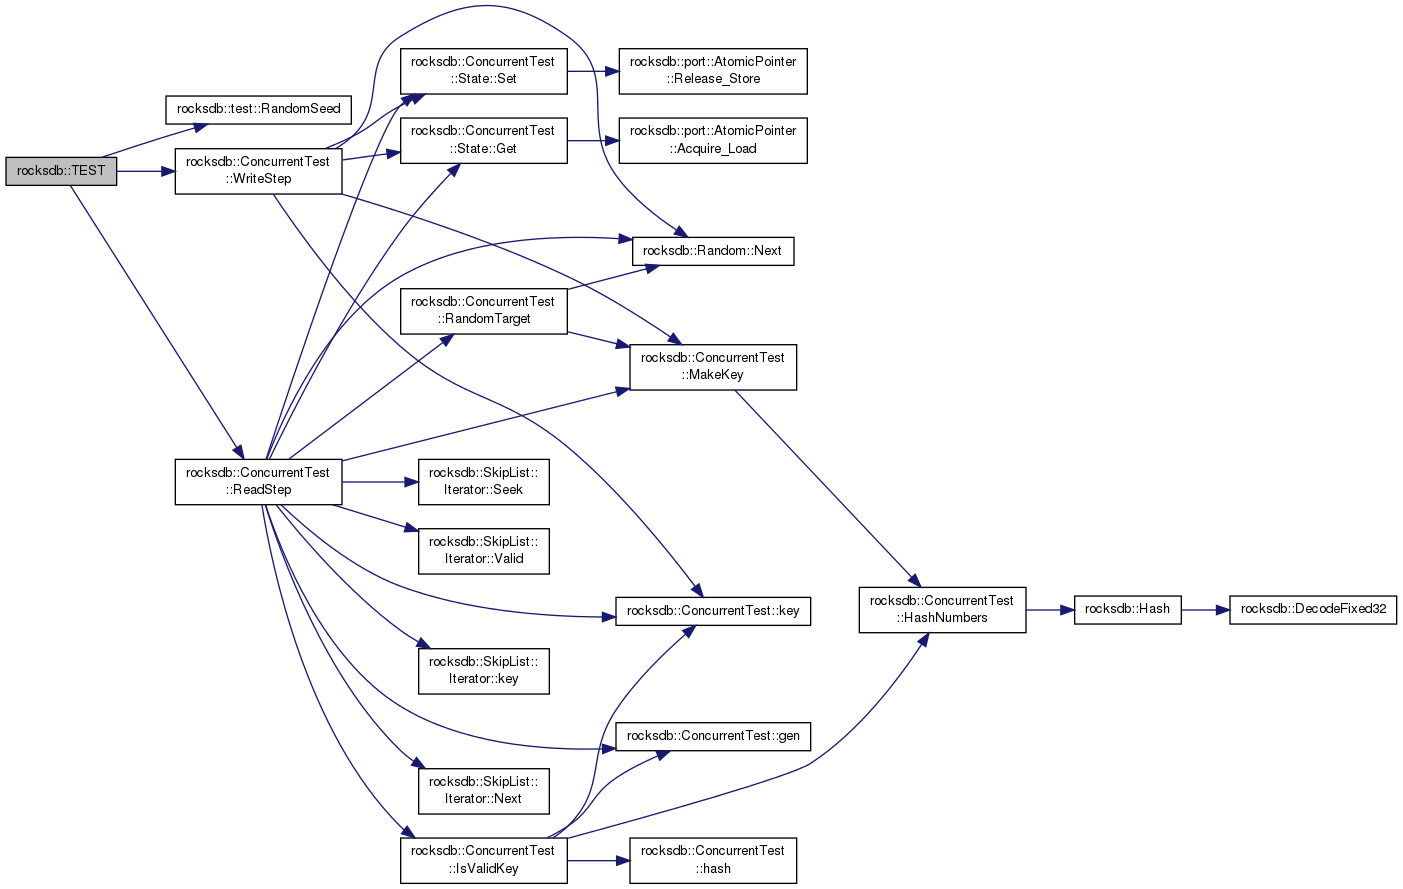 rocksdb::TEST
rocksdb::test::RandomSeed
rocksdb::ConcurrentTest
::WriteStep
rocksdb::ConcurrentTest
::ReadStep
rocksdb::ConcurrentTest
::State::Set
rocksdb::ConcurrentTest
::State::Get
rocksdb::ConcurrentTest
::RandomTarget
rocksdb::SkipList::
Iterator::Seek
rocksdb::SkipList::
Iterator::Valid
rocksdb::SkipList::
Iterator::key
rocksdb::SkipList::
Iterator::Next
rocksdb::ConcurrentTest
::IsValidKey
rocksdb::port::AtomicPointer
::Release_Store
rocksdb::port::AtomicPointer
::Acquire_Load
rocksdb::Random::Next
rocksdb::ConcurrentTest
::MakeKey
rocksdb::ConcurrentTest::key
rocksdb::ConcurrentTest::gen
rocksdb::ConcurrentTest
::hash
rocksdb::ConcurrentTest
::HashNumbers
rocksdb::Hash
rocksdb::DecodeFixed32